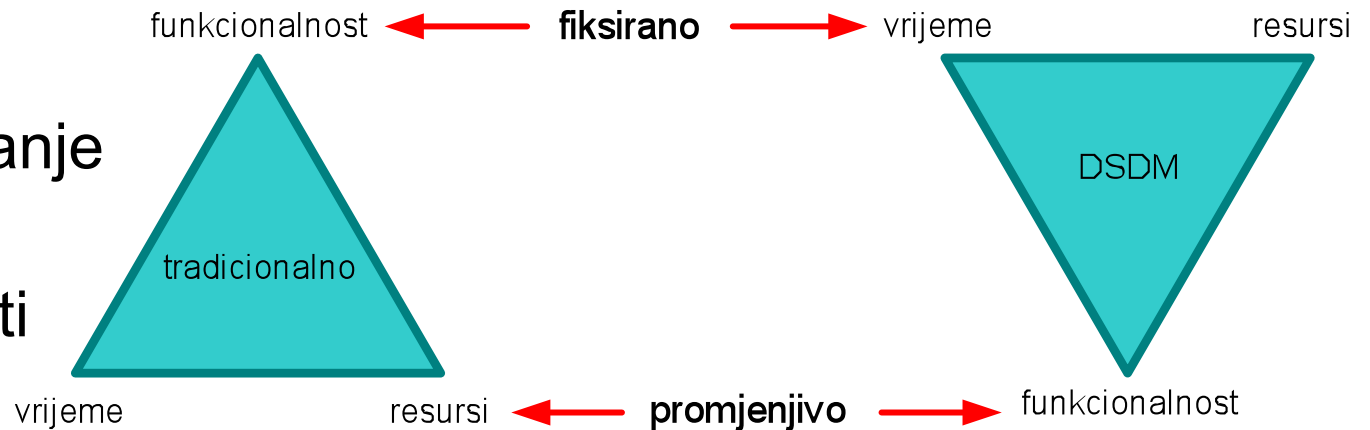 funkcionalnost fiksirano vrijeme resursi
anje
DSDM
tradicionalno
ti
vrijeme resursi promjenjivo funkcionalnost